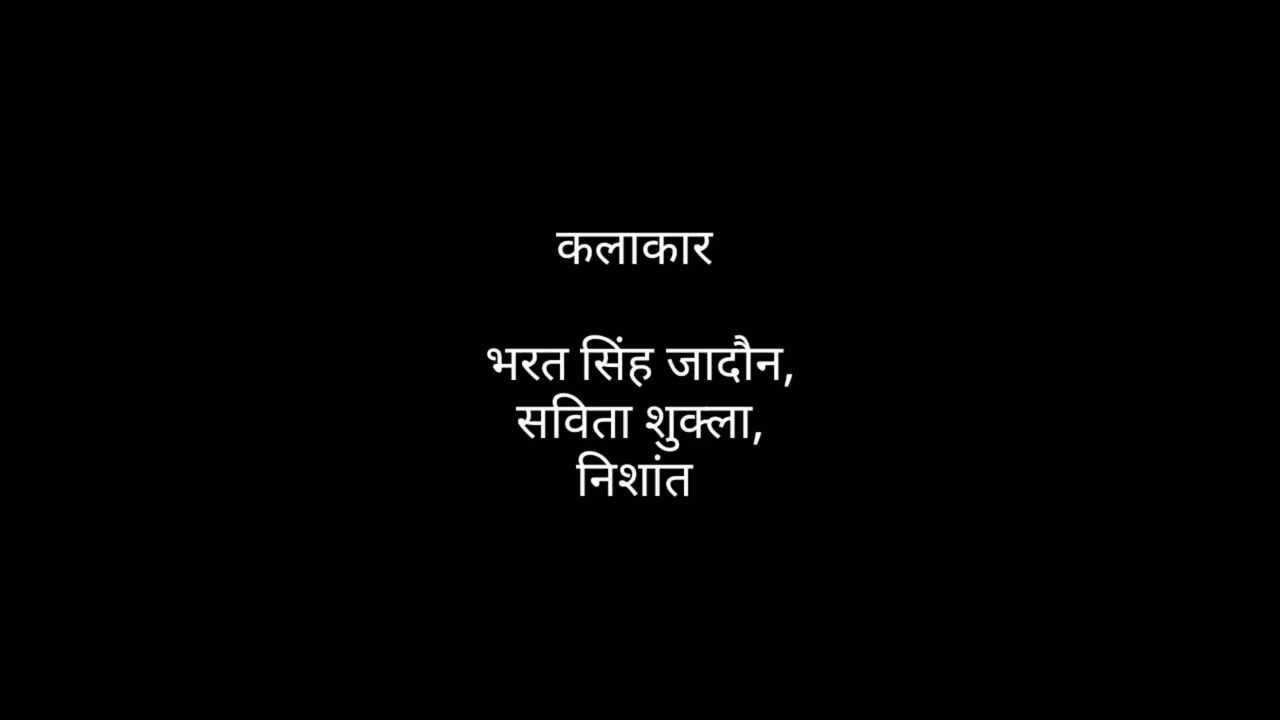 कलाकार
भरत सिंह जादौन,
सविता शुक्ला,
निशांत